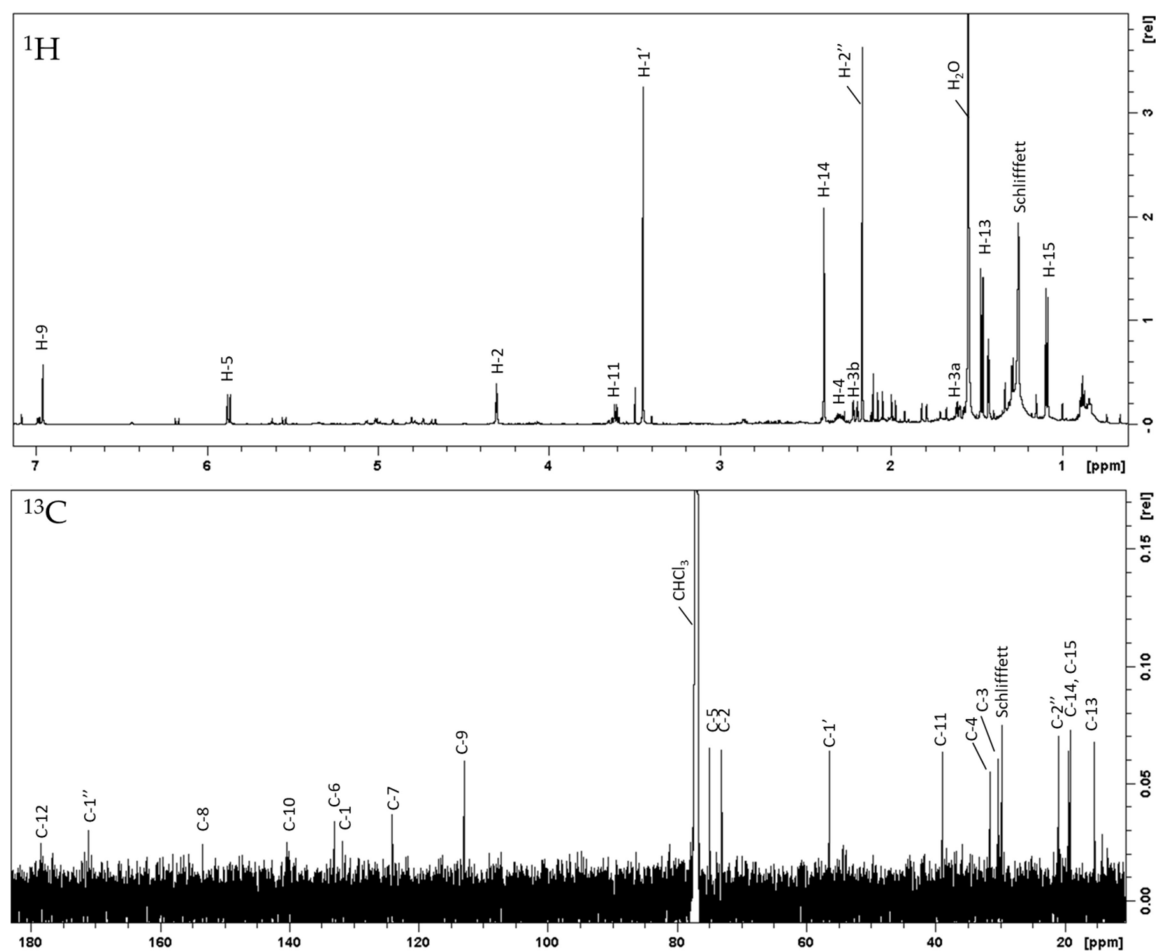 ¹H
[rel]
H-9
H-5
H-2
H-11
H-1′
H-14
H-4
H-3b
H-2′′
H-3a
H₂O
H-13
Schlifffett
H-15
3
2
1
0
7
6
5
4
3
2
1
[ppm]
¹³C
[rel]
C-12
C-1′′
C-8
C-10
C-6
C-1
C-7
C-9
CHCl₃
C-5
C-2
C-1′
C-11
C-4
C-3
Schlifffett
C-2′′
C-14, C-15
C-13
0.15
0.10
0.05
0.00
180
160
140
120
100
80
60
40
20
[ppm]